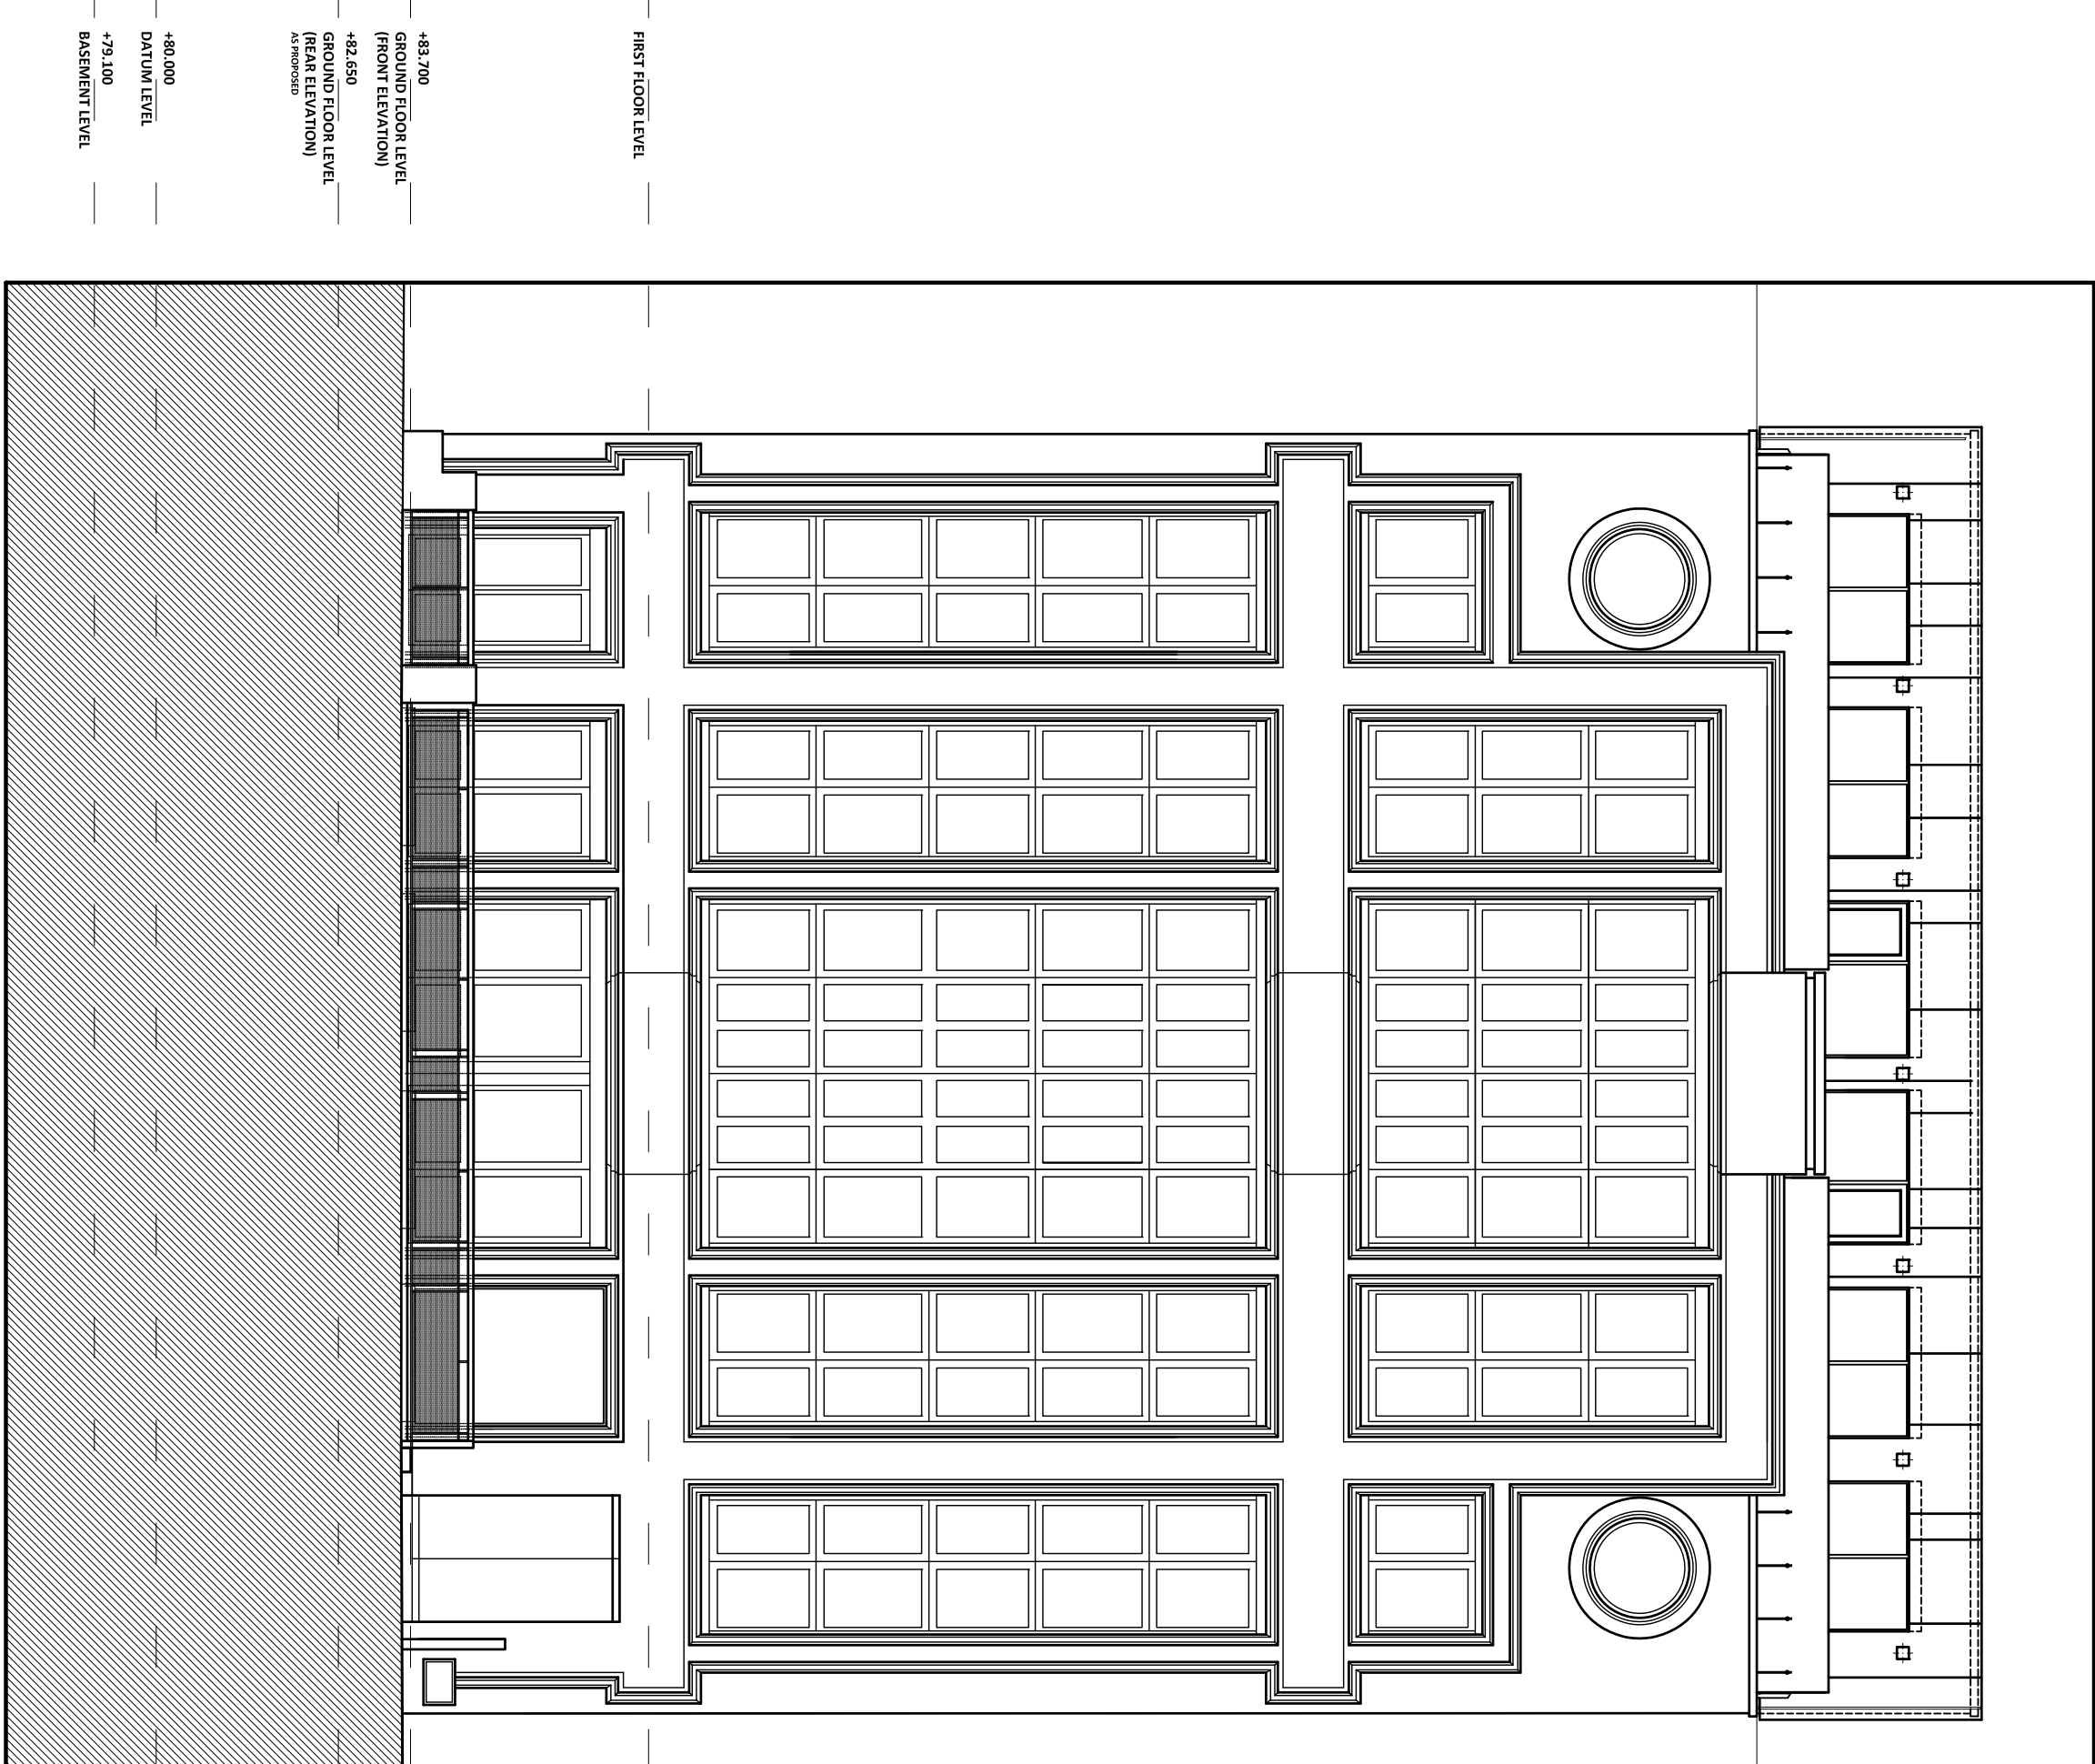 FIRST FLOOR LEVEL
+83.700
GROUND FLOOR LEVEL
(FRONT ELEVATION)
+82.650
GROUND FLOOR LEVEL
(REAR ELEVATION)
AS PROPOSED
+80.000
DATUM LEVEL
+79.100
BASEMENT LEVEL